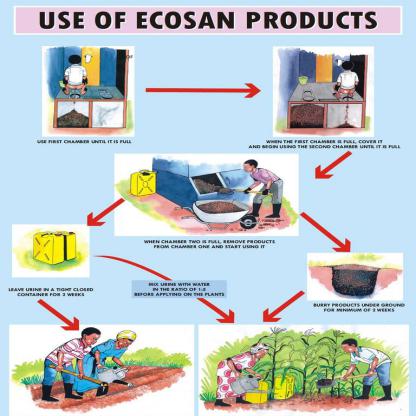 USE OF ECOSAN PRODUCTS
USE FIRST CHAMBER UNTIL IT IS FULL
WHEN THE FIRST CHAMBER IS FULL, COVER IT
AND BEGIN USING THE SECOND CHAMBER UNTIL IT IS FULL
WHEN CHAMBER TWO IS FULL, REMOVE PRODUCTS
FROM CHAMBER ONE AND START USING IT
LEAVE URINE IN A TIGHT CLOSED
CONTAINER FOR 2 WEEKS
MIX URINE WITH WATER
IN THE RATIO OF 1:5
BEFORE APPLYING ON THE PLANTS
BURRY PRODUCTS UNDER GROUND
FOR MINIMUM OF 2 WEEKS